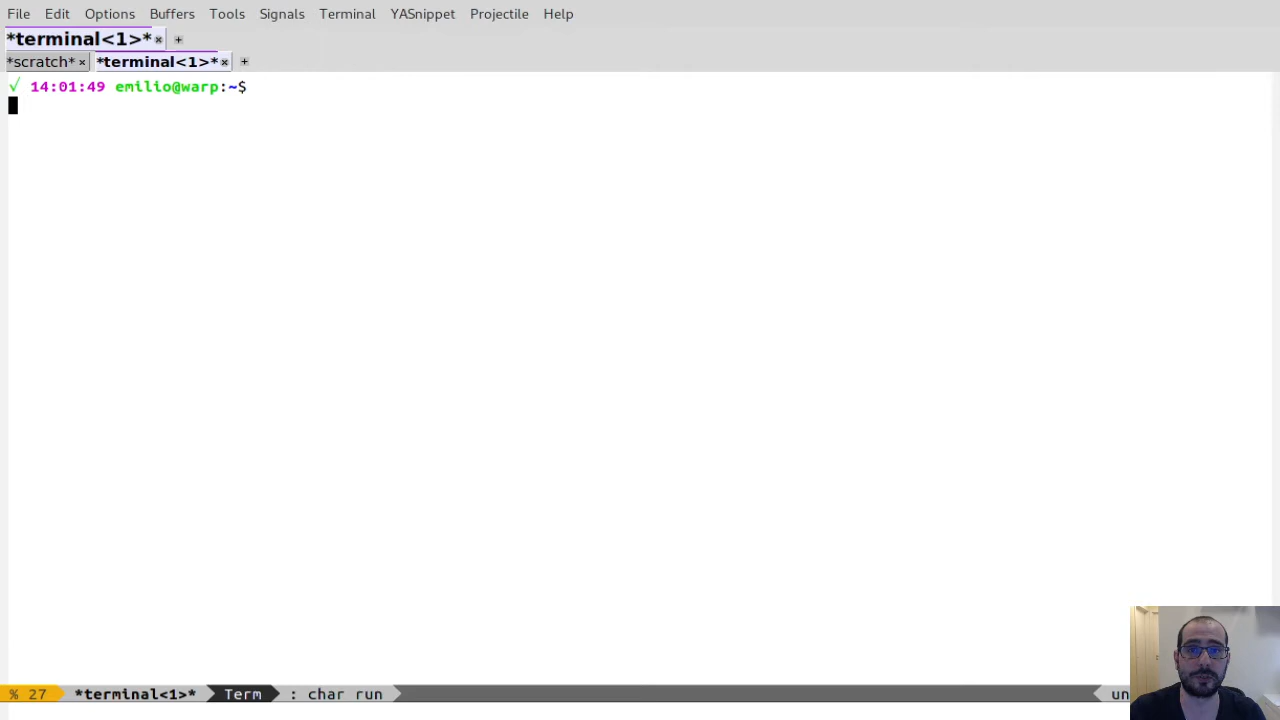 File Edit Options Buffers Tools Signals Terminal YASnippet Projectile Help
*terminal<1>* × +
*scratch* × *terminal<1>* × +
√ 14:01:49 emilio@warp:~$
% 27 *terminal<1>* Term : char run un